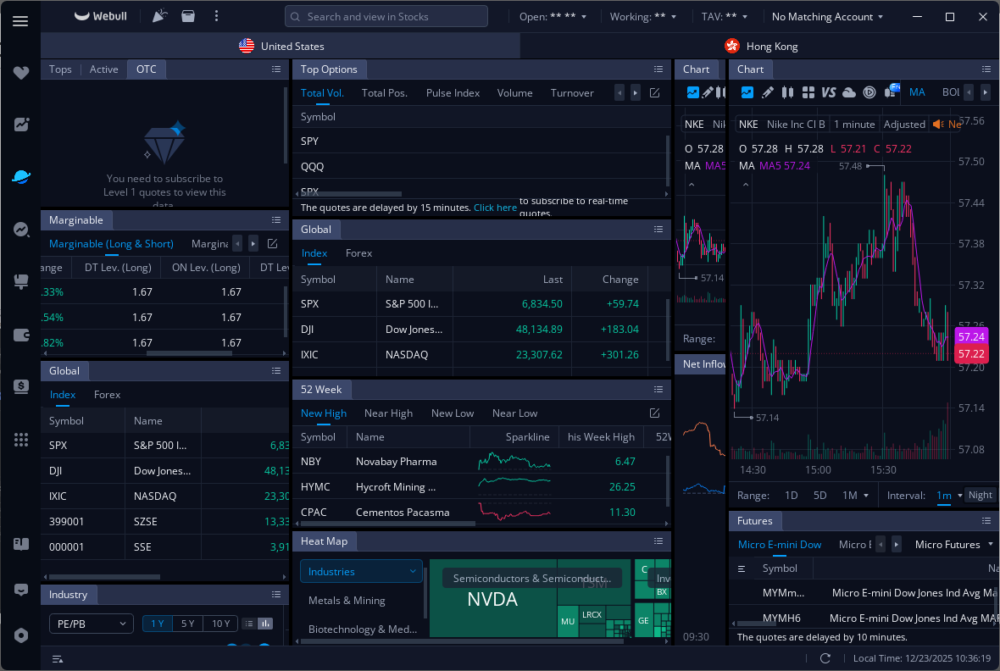 Webull
Search and view in Stocks
Open: ** **
Working: **
TAV: **
No Matching Account
United States
Hong Kong
Tops
Active
OTC
You need to subscribe to
Level 1 quotes to view this
data
Marginable
Marginable (Long & Short)
ange
DT Lev. (Long)
ON Lev. (Long)
DT Lev
.33% 1.67 1.67
.54% 1.67 1.67
.82% 1.67 1.67
Global
Index
Forex
Symbol
Name
SPX S&P 500 I... 6,83
DJI Dow Jones... 48,13
IXIC NASDAQ 23,30
399001 SZSE 13,33
000001 SSE 3,91
Industry
PE/PB
1 Y
5 Y
10 Y
Top Options
Total Vol.
Total Pos.
Pulse Index
Volume
Turnover
Symbol
SPY
QQQ
SPX
The quotes are delayed by 15 minutes. Click here to subscribe to real-time
quotes.
Global
Index
Forex
Symbol Name Last Change
SPX S&P 500 I... 6,834.50 +59.74
DJI Dow Jones... 48,134.89 +183.04
IXIC NASDAQ 23,307.62 +301.26
52 Week
New High
Near High
New Low
Near Low
Symbol Name Sparkline his Week High 52W
NBY Novabay Pharma 6.47
HYMC Hycroft Mining ... 26.25
CPAC Cementos Pacasma 11.30
Heat Map
Industries
Metals & Mining
Biotechnology & Med...
Semiconductors & Semiconduct...
NVDA
TSM
MU
LRCX
C
Inv
BX
GE
Chart
NKE
O 57.28
MA MA5
57.14
Range:
Net Inflow
09:30
Chart
VS
MA
BOL
NKE Nike Inc Cl B 1 minute Adjusted Ne
O 57.28 H 57.28 L 57.21 C 57.22
MA MA5 57.24
57.48
57.14
57.56
57.50
57.44
57.38
57.32
57.26
57.24
57.22
57.20
57.14
57.08
14:30
15:00
15:30
Range: 1D 5D 1M
Interval: 1m
Night
Futures
Micro E-mini Dow
Micro E
Micro Futures
Symbol
Na
MYMm... Micro E-mini Dow Jones Ind Avg Ma
MYMH6 Micro E-mini Dow Jones Ind Avg MAR
The quotes are delayed by 10 minutes.
Local Time: 12/23/2025 10:36:19